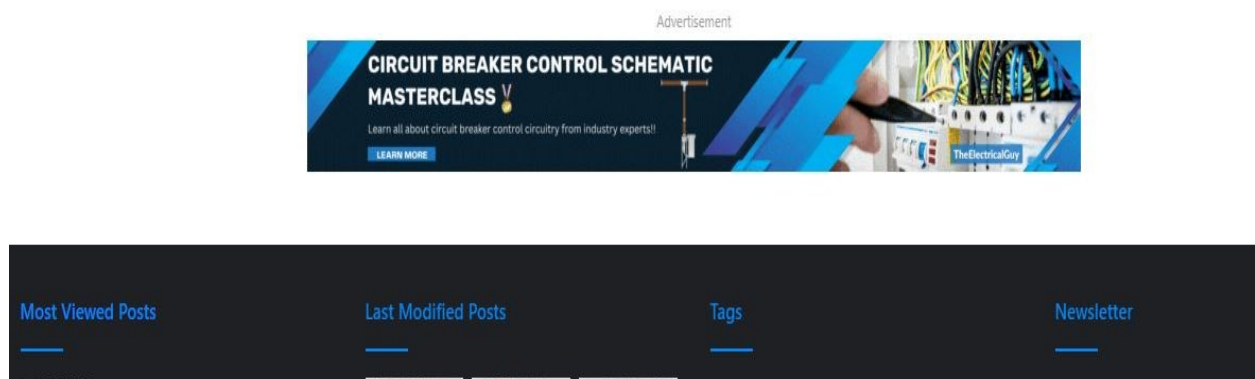 Advertisement
CIRCUIT BREAKER CONTROL SCHEMATIC
MASTERCLASS
Learn all about circuit breaker control circuitry from industry experts!!
LEARN MORE
TheElectricalGuy
Most Viewed Posts
Last Modified Posts
Tags
Newsletter